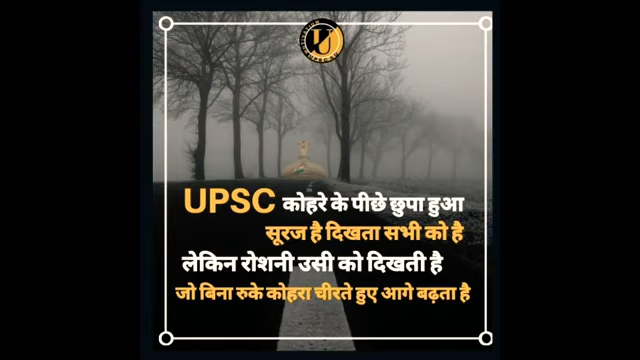 UPSC कोहरे के पीछे छुपा हुआ
सूरज है दिखता सभी को है
लेकिन रोशनी उसी को दिखती है
जो बिना रुके कोहरा चीरते हुए आगे बढ़ता है